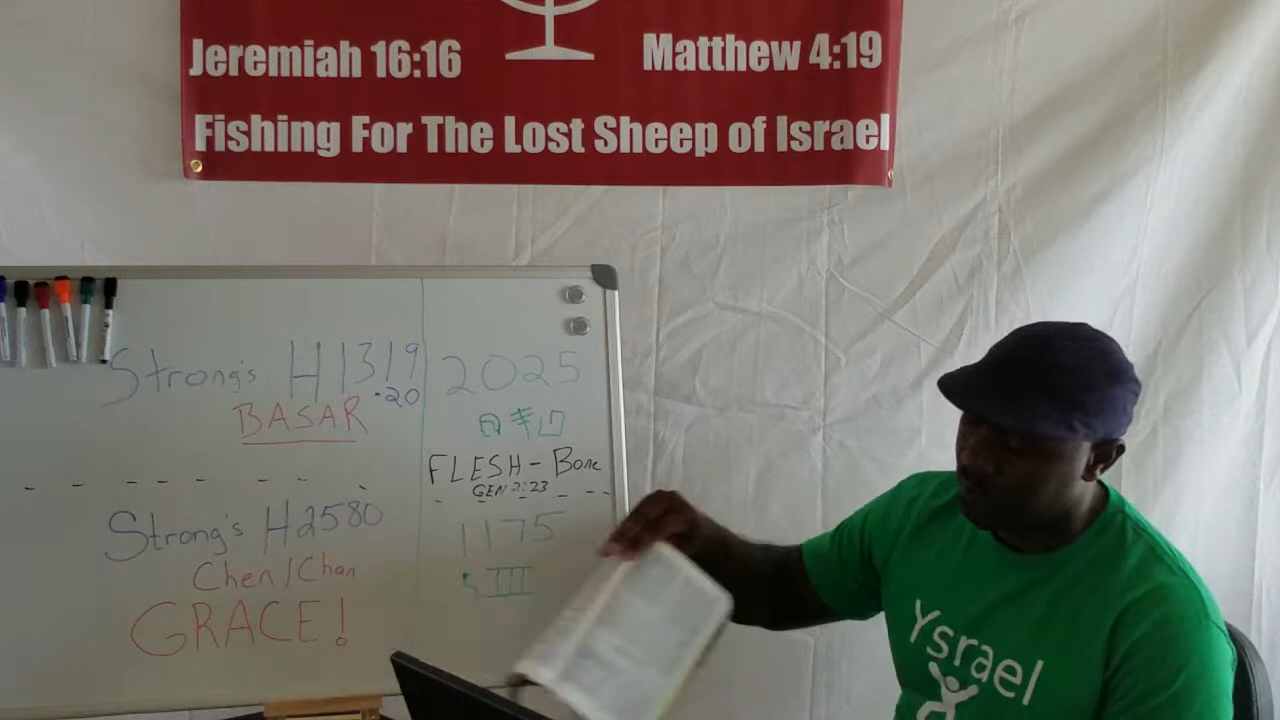 Jeremiah 16:16
Matthew 4:19
Fishing For The Lost Sheep of Israel
Strong's H1319
·20
BASAR
2025
FLESH - Bone
GEN 2:23
Strong's H2580
Chen/Chan
GRACE!
1175
Ysrael